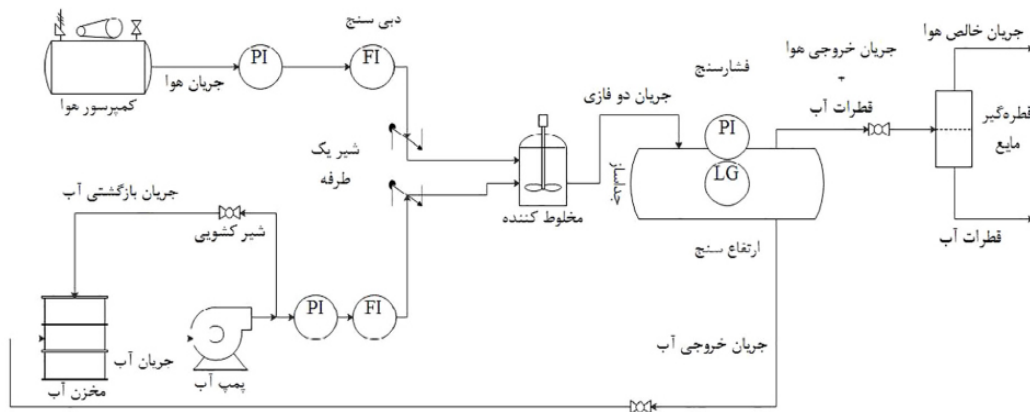 دبی سنج
PI
FI
جریان هوا
کمپرسور هوا
شیر یک
طرفه
جریان دو فازی
مخلوط کننده
فشارسنج
PI
LG
جداساز
ارتفاع سنج
جریان خروجی هوا
+
قطرات آب
جریان خالص هوا
قطره‌گیر
مایع
قطرات آب
جریان بازگشتی آب
شیر کشویی
PI
FI
جریان آب
مخزن آب
پمپ آب
جریان خروجی آب